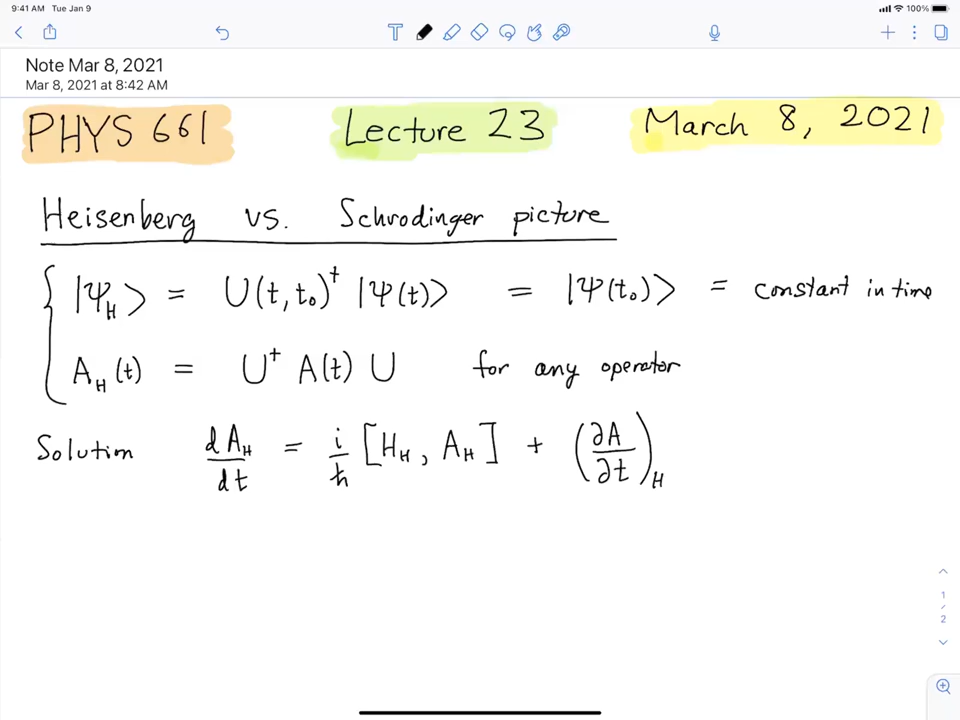 9:41 AM Tue Jan 9 100%
Note Mar 8, 2021
Mar 8, 2021 at 8:42 AM
PHYS 661 Lecture 23 March 8, 2021
Heisenberg vs. Schrodinger picture
|Ψ_H⟩ = U(t, t₀)† |Ψ(t)⟩ = |Ψ(t₀)⟩ = constant in time
A_H(t) = U† A(t) U for any operator
Solution dA_H/dt = i/ħ [H_H, A_H] + (∂A/∂t)_H
1
/
2